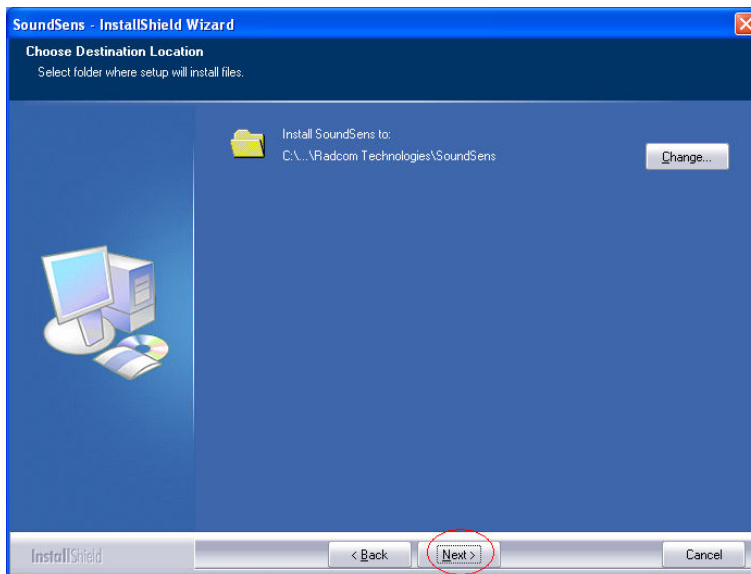 SoundSens - InstallShield Wizard
Choose Destination Location
Select folder where setup will install files.
Install SoundSens to:
C:\...\Radcom Technologies\SoundSens
Change...
InstallShield
< Back
Next >
Cancel